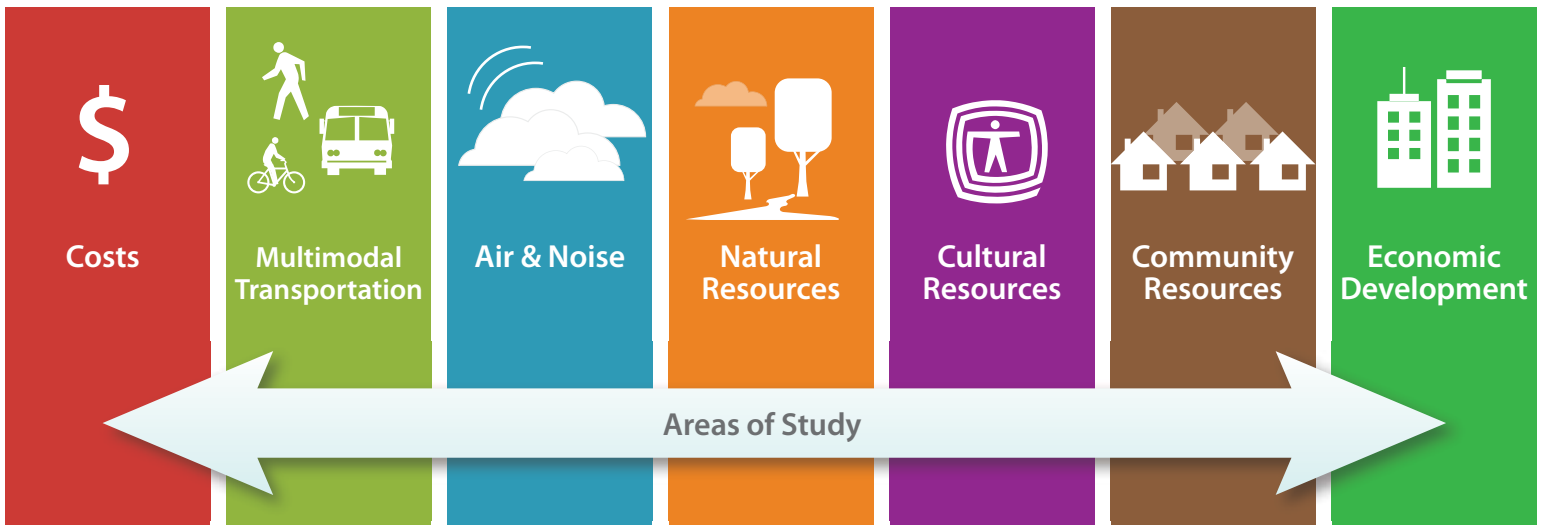 $
Costs
Multimodal
Transportation
Air & Noise
Natural
Resources
Cultural
Resources
Community
Resources
Economic
Development
Areas of Study